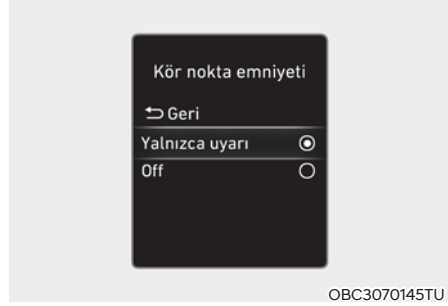 Kör nokta emniyeti
Geri
Yalnızca uyarı
Off
OBC3070145TU